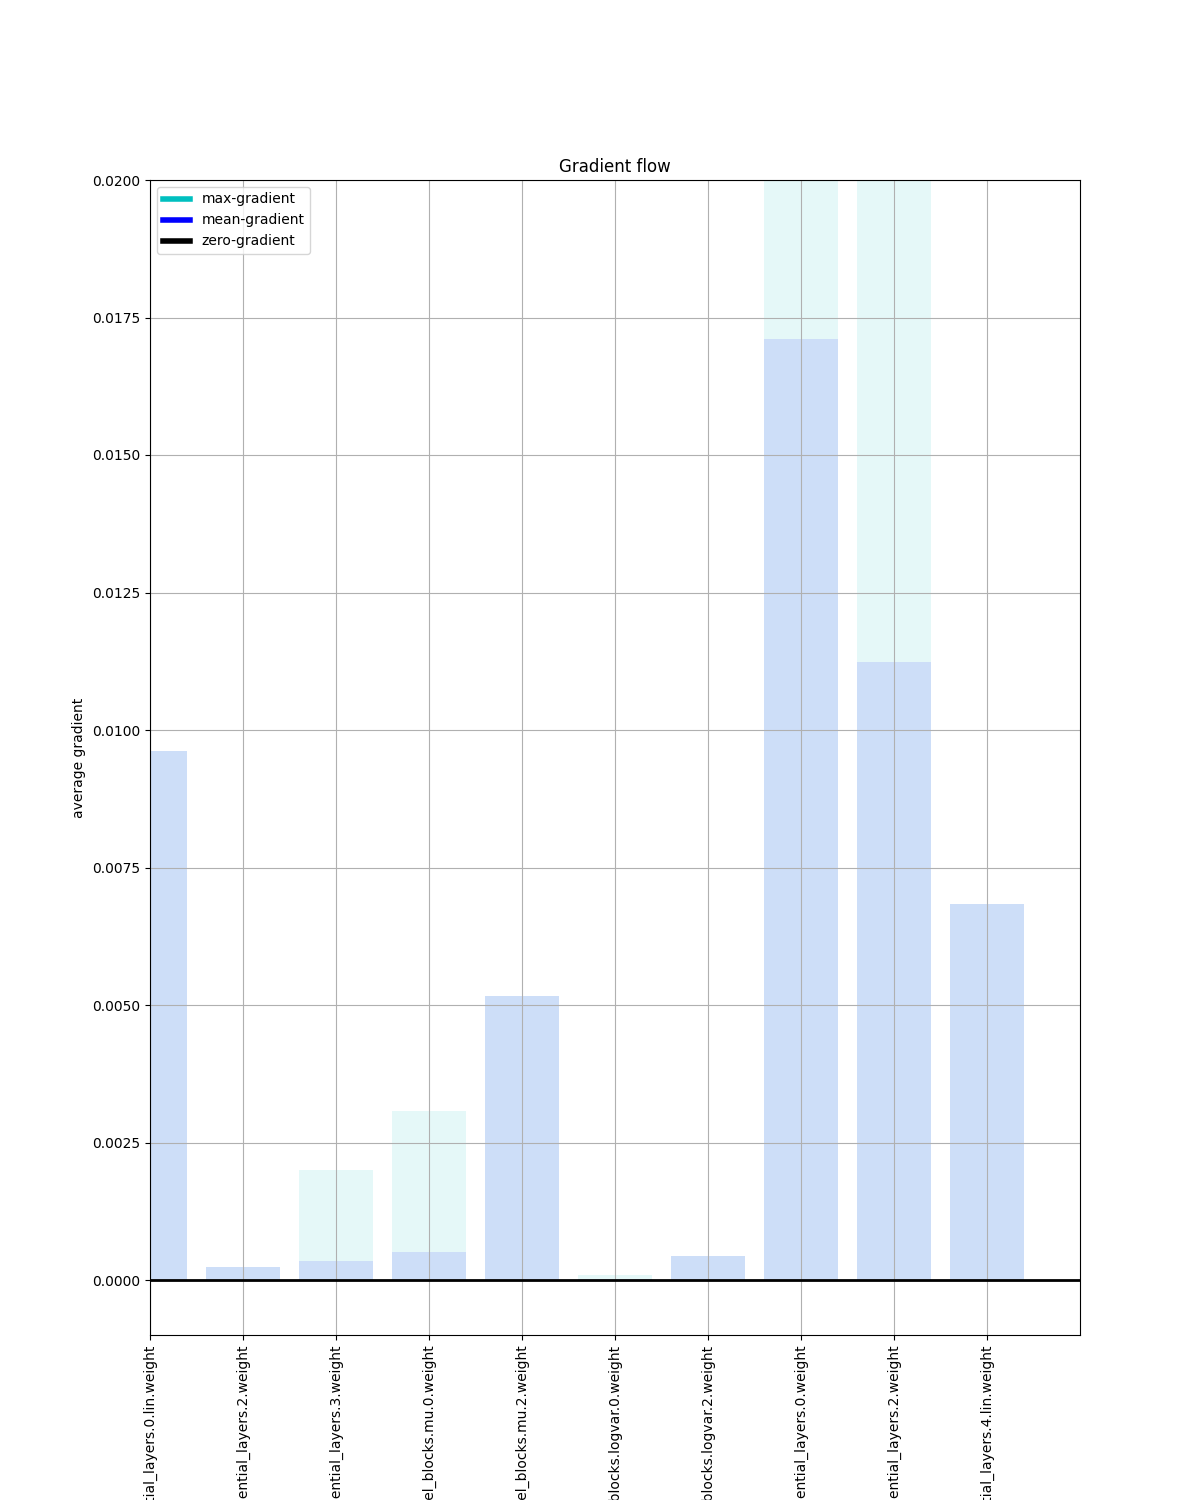 Gradient flow
max-gradient
mean-gradient
zero-gradient
0.0200
0.0175
0.0150
0.0125
0.0100
0.0075
0.0050
0.0025
0.0000
average gradient
tial_layers.0.lin.weight
ential_layers.2.weight
ential_layers.3.weight
el_blocks.mu.0.weight
el_blocks.mu.2.weight
blocks.logvar.0.weight
blocks.logvar.2.weight
ential_layers.0.weight
ential_layers.2.weight
tial_layers.4.lin.weight